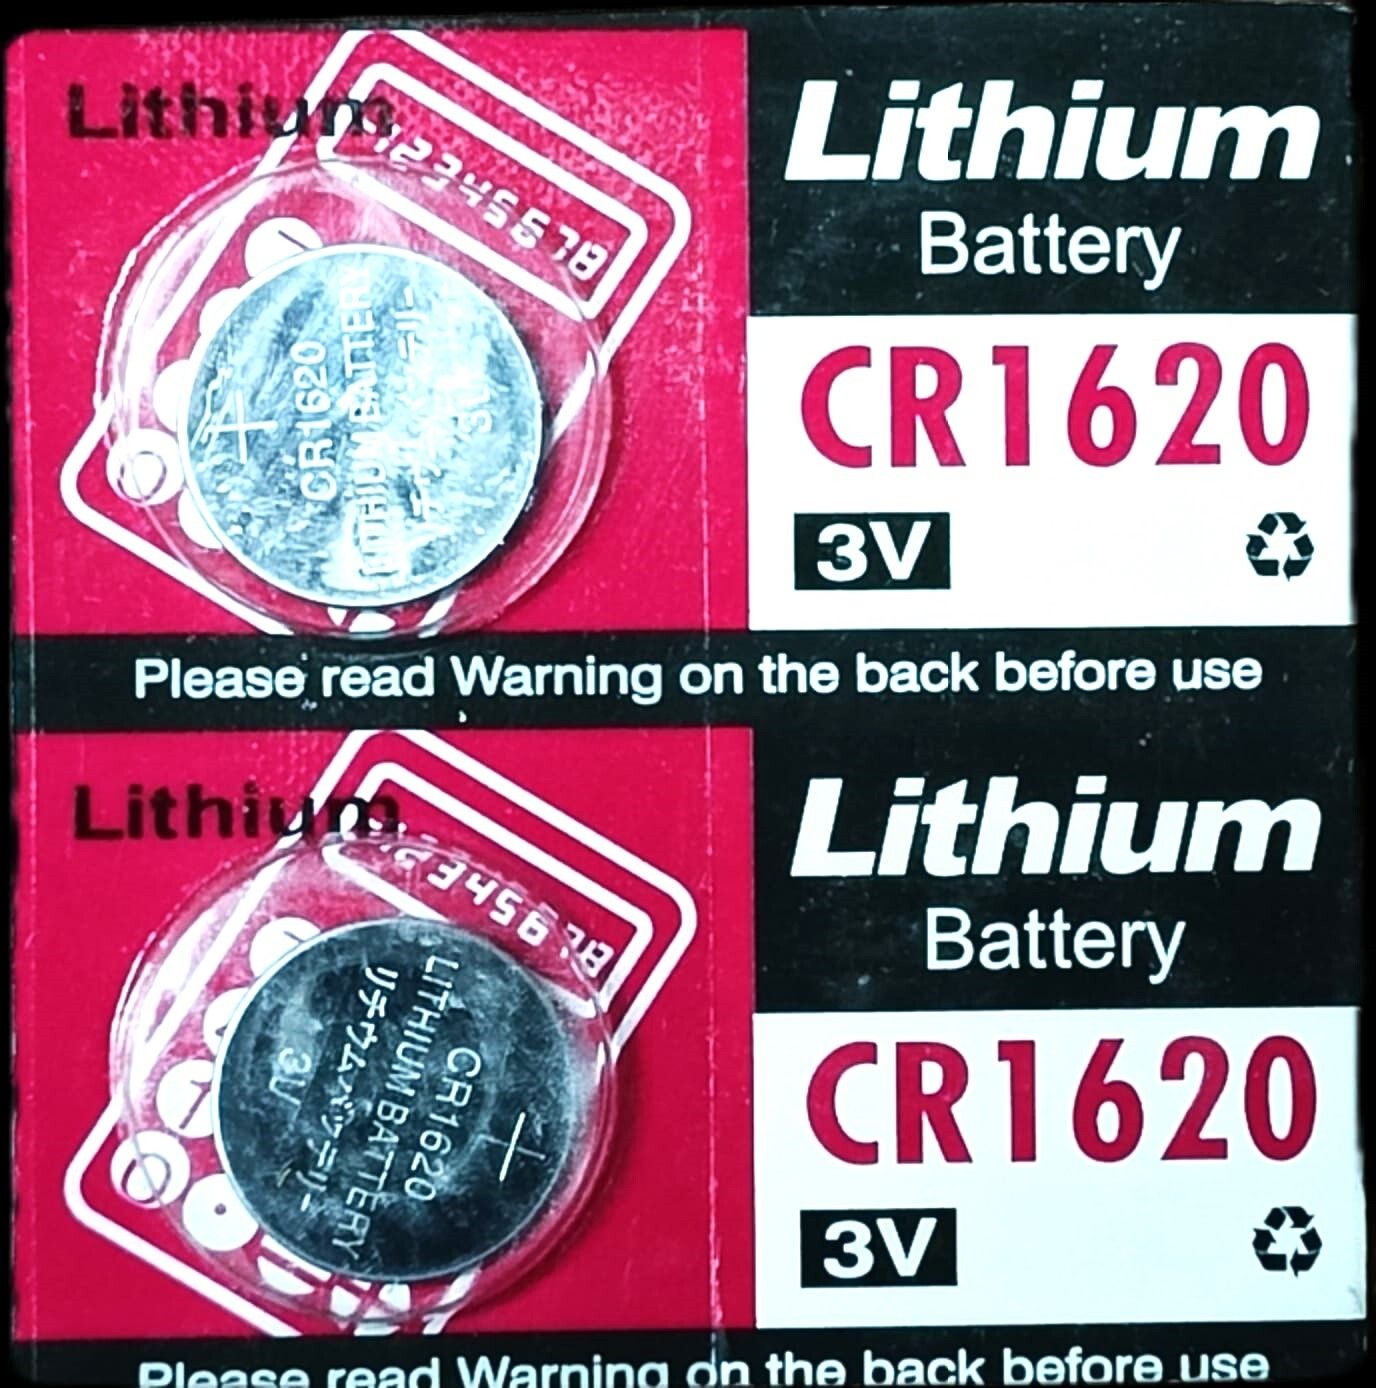 Lithium
12345678
Lithium
Battery
CR1620
LITHIUM BATTERY
3V
CR1620
3V
Please read Warning on the back before use
Lithium
Lithium
Battery
CR1620
LITHIUM BATTERY
リチウムバッテリー
3V
CR1620
3V
Please read Warning on the back before use